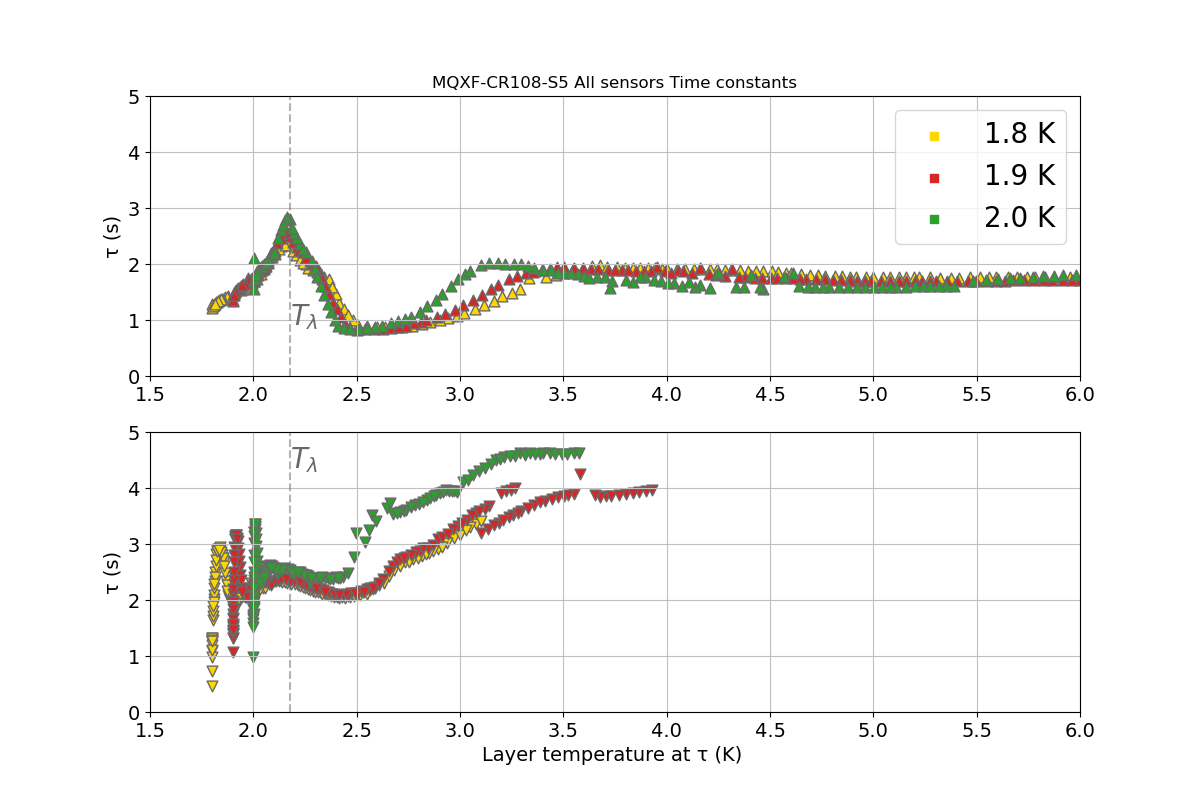 MQXF-CR108-S5 All sensors Time constants
5
4
3
2
1
0
τ (s)
1.8 K
1.9 K
2.0 K
Tλ
1.5 2.0 2.5 3.0 3.5 4.0 4.5 5.0 5.5 6.0
5
4
3
2
1
0
τ (s)
Tλ
1.5 2.0 2.5 3.0 3.5 4.0 4.5 5.0 5.5 6.0
Layer temperature at τ (K)